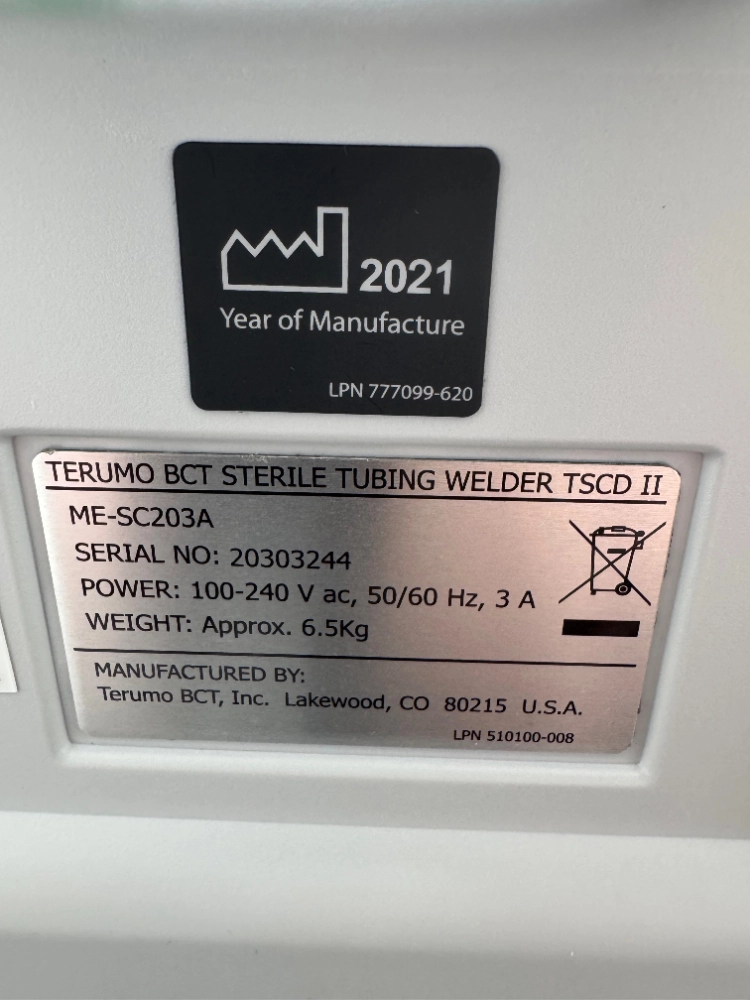 2021
Year of Manufacture
LPN 777099-620
TERUMO BCT STERILE TUBING WELDER TSCD II
ME-SC203A
SERIAL NO: 20303244
POWER: 100-240 V ac, 50/60 Hz, 3 A
WEIGHT: Approx. 6.5Kg
MANUFACTURED BY:
Terumo BCT, Inc. Lakewood, CO 80215 U.S.A.
LPN 510100-008